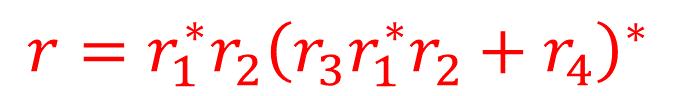 r = r₁*r₂(r₃r₁*r₂ + r₄)*